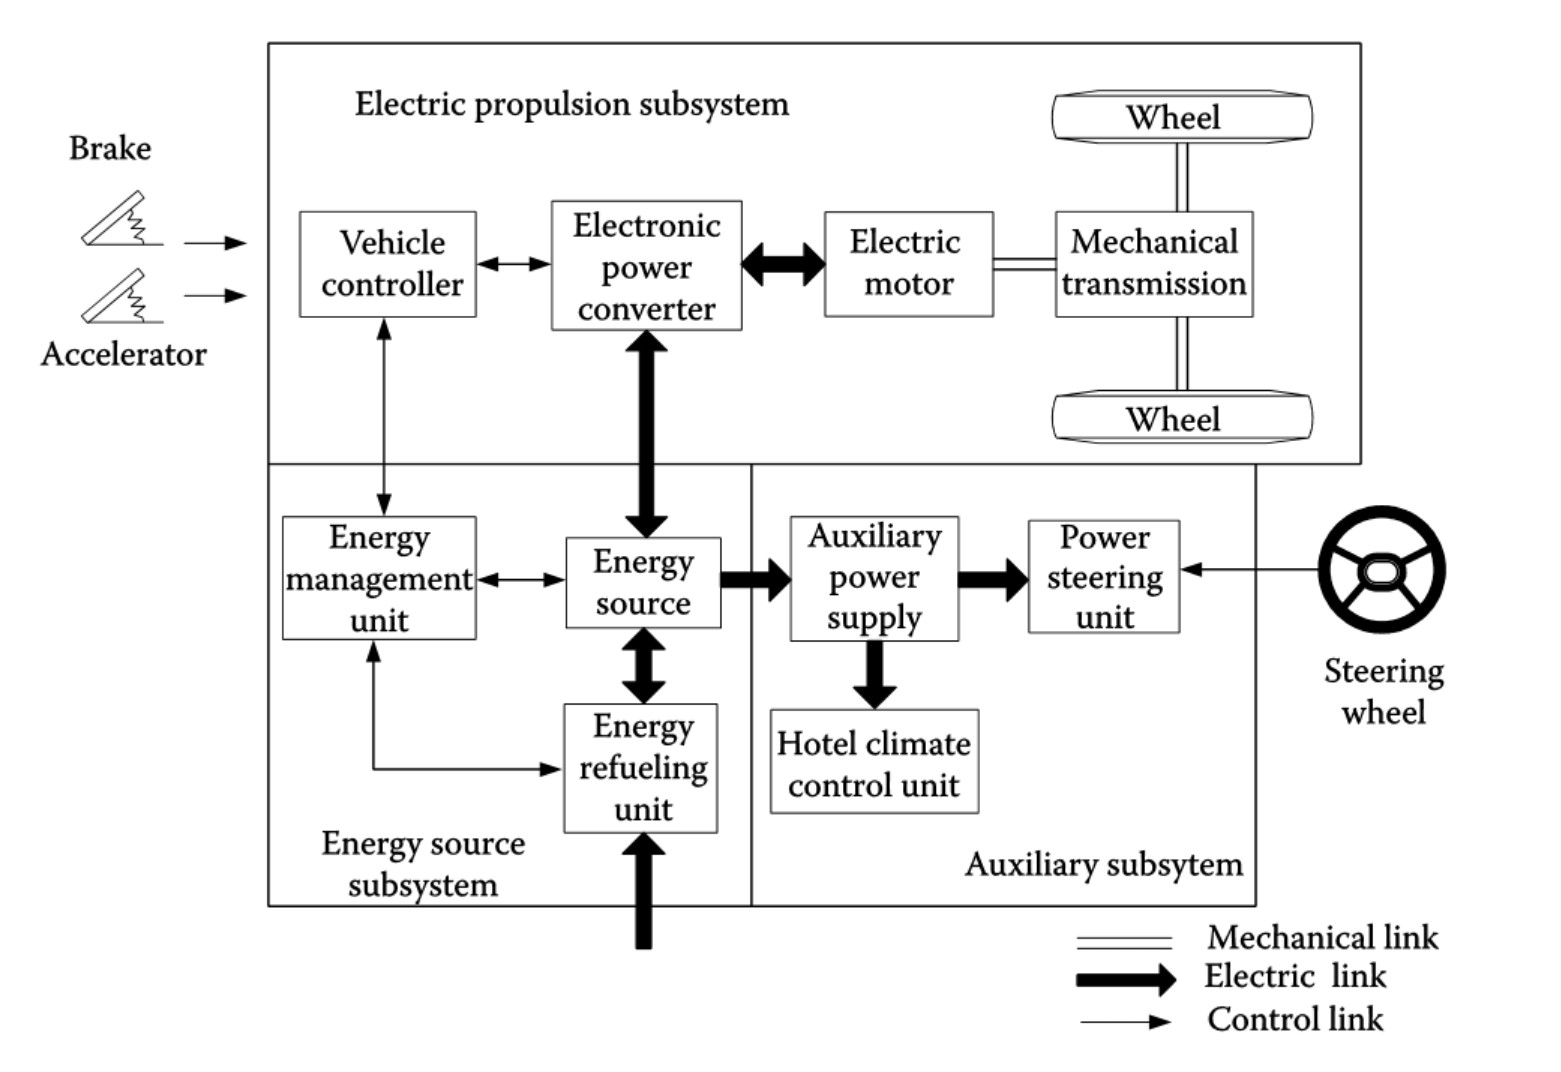 Electric propulsion subsystem
Wheel
Brake
Vehicle
controller
Electronic
power
converter
Electric
motor
Mechanical
transmission
Accelerator
Wheel
Energy
management
unit
Energy
source
Auxiliary
power
supply
Power
steering
unit
Steering
wheel
Energy
refueling
unit
Hotel climate
control unit
Energy source
subsystem
Auxiliary subsytem
Mechanical link
Electric link
Control link